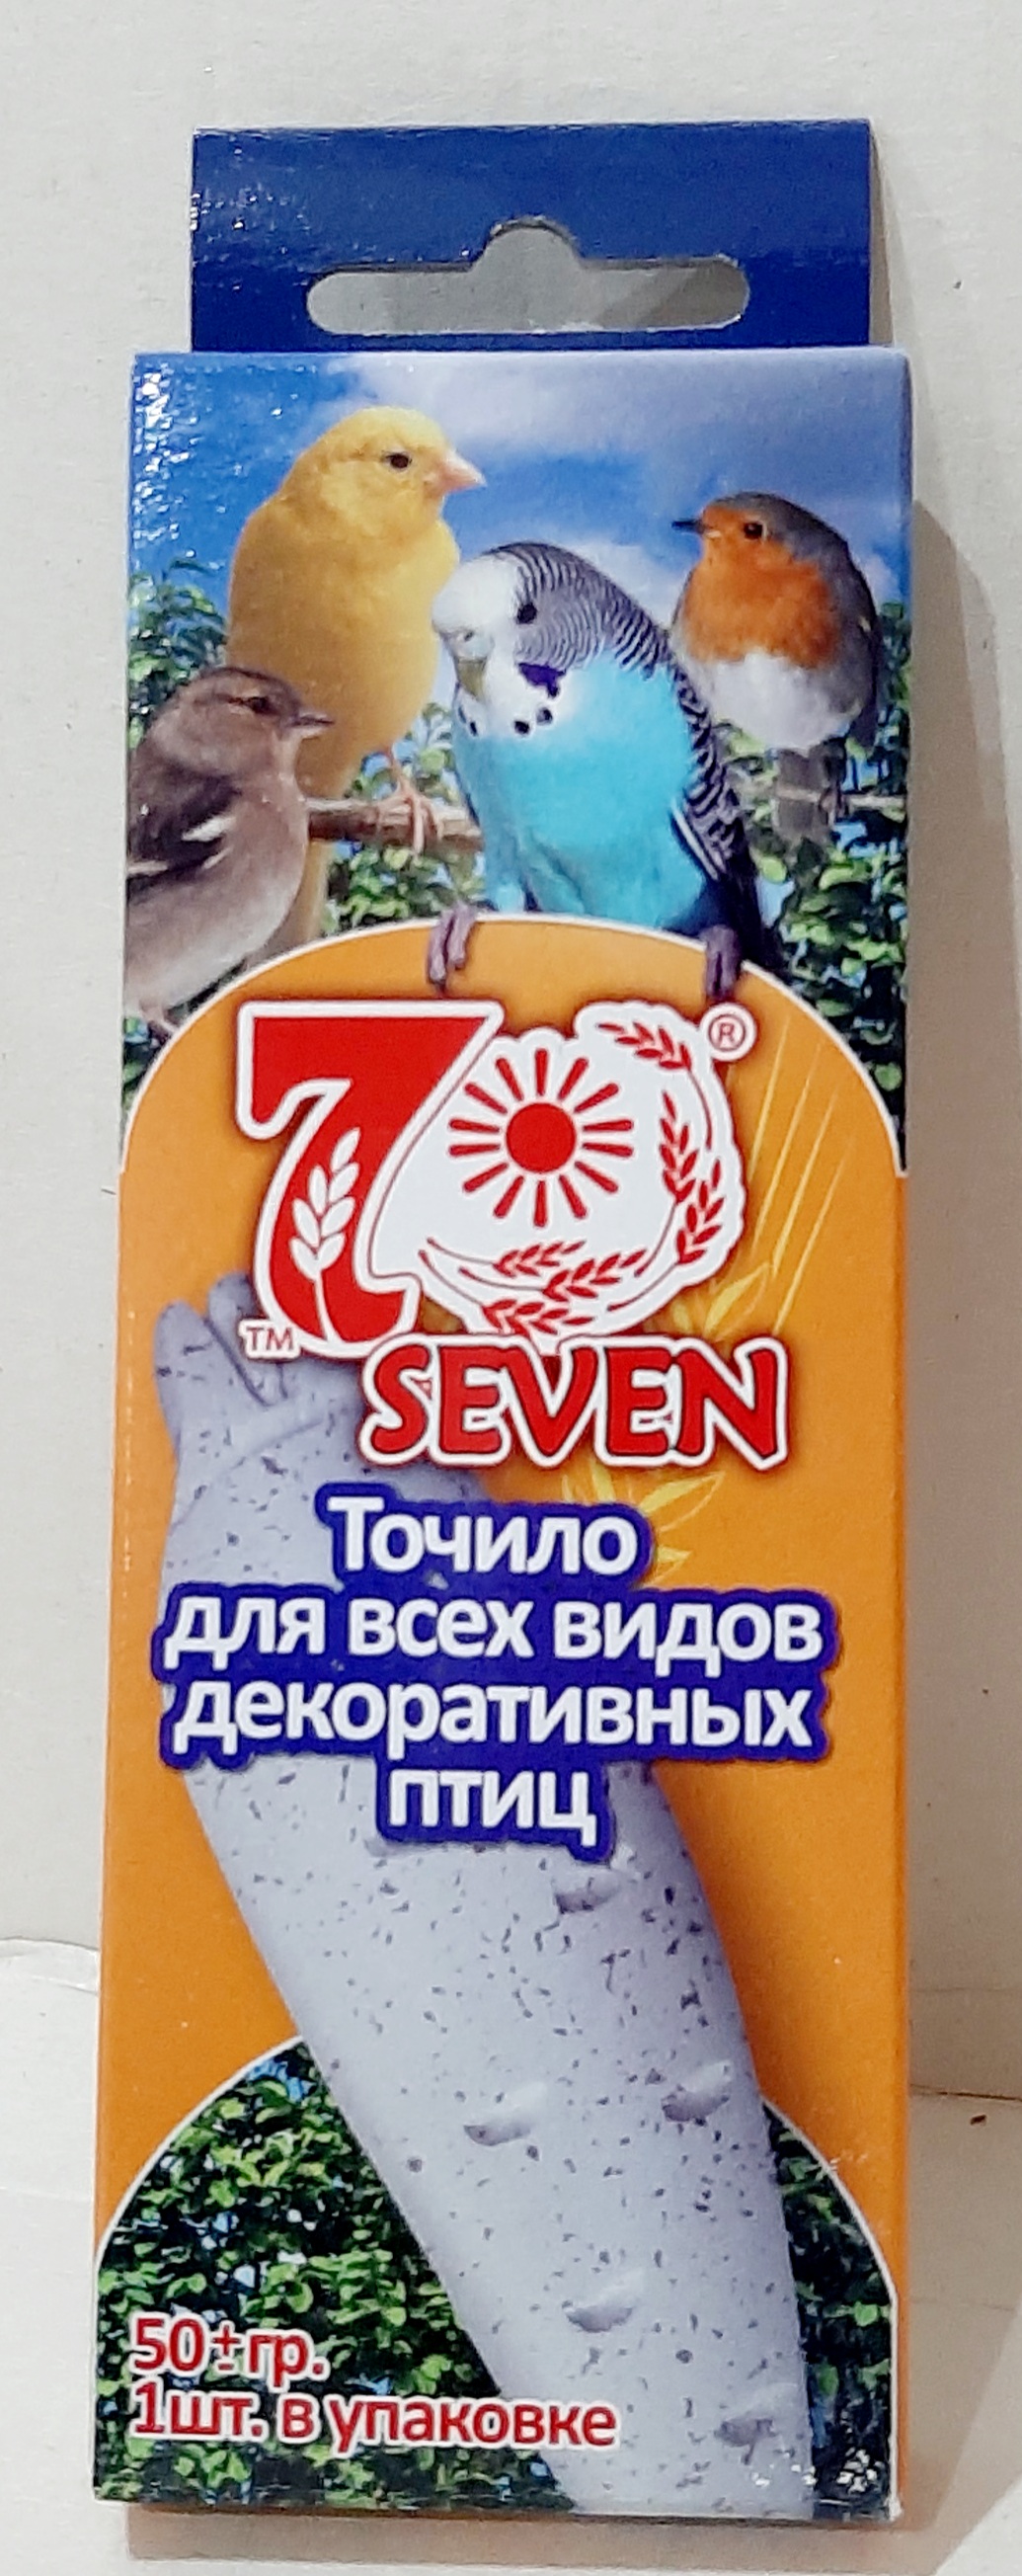 7
®
TM
SEVEN
Точило
для всех видов
декоративных
птиц
50±гр.
1шт. в упаковке